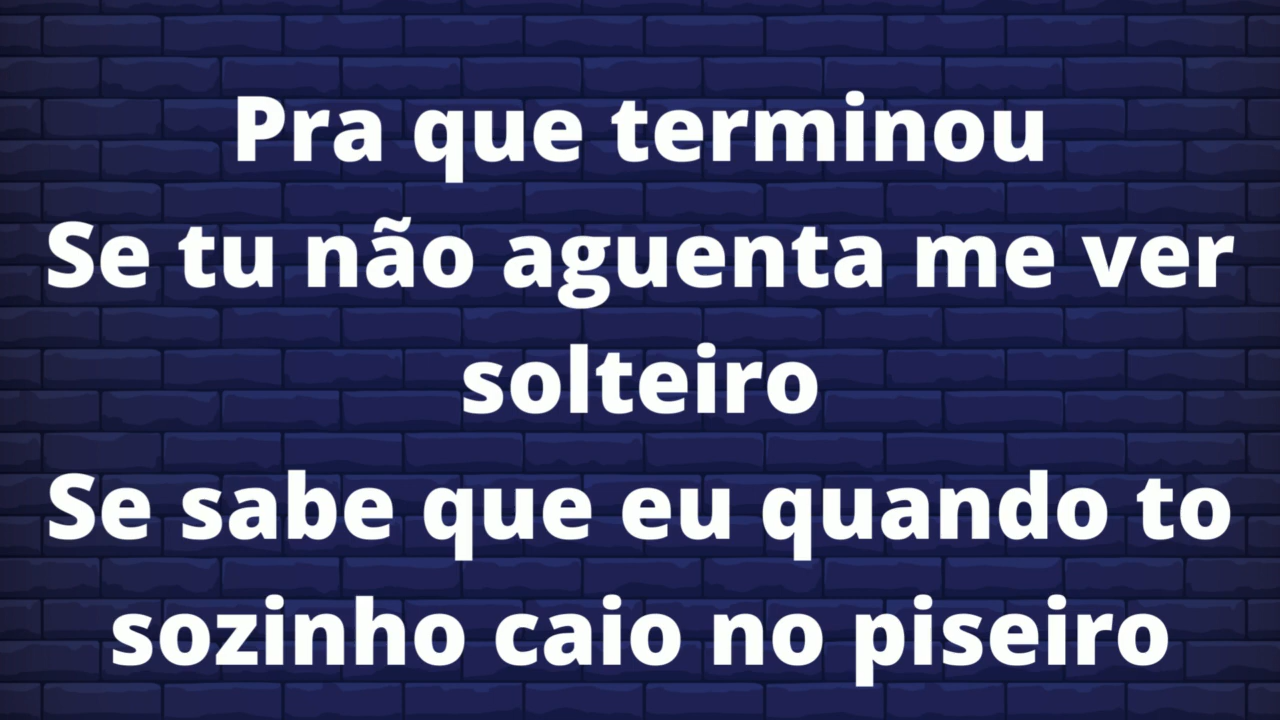 Pra que terminou
Se tu não aguenta me ver
solteiro
Se sabe que eu quando to
sozinho caio no piseiro